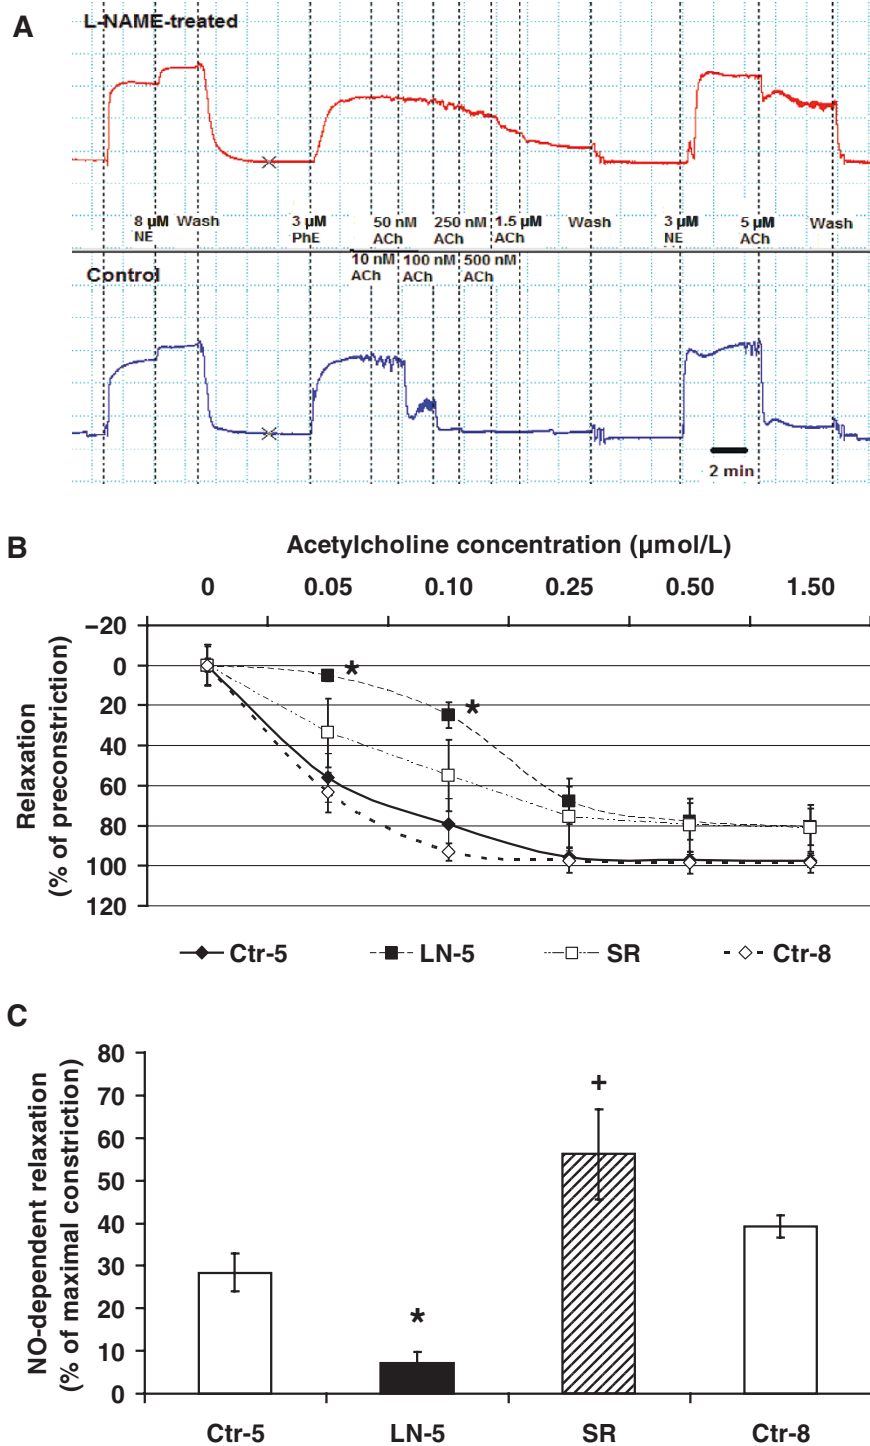 A
L-NAME-treated
8 µM Wash 3 µM 50 nM 250 nM 1.5 µM Wash 3 µM 5 µM Wash
NE PhE ACh ACh ACh NE ACh
Control
10 nM 100 nM 500 nM
ACh ACh ACh
2 min
B
Acetylcholine concentration (µmol/L)
0 0.05 0.10 0.25 0.50 1.50
Relaxation
(% of preconstriction)
–20
0
20
40
60
80
100
120
*
*
Ctr-5 LN-5 SR Ctr-8
C
NO-dependent relaxation
(% of maximal constriction)
80
70
60
50
40
30
20
10
0
+
*
Ctr-5 LN-5 SR Ctr-8